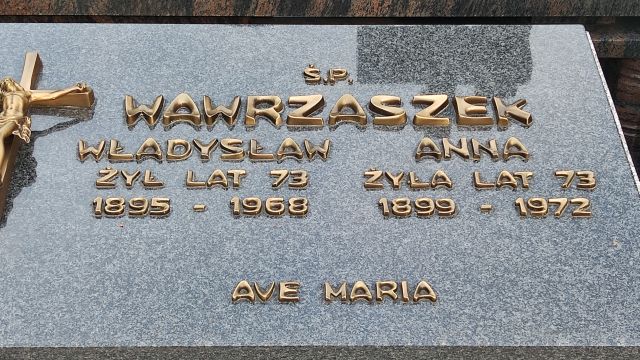 Ś.P.
WAWRZASZEK
WŁADYSŁAW ANNA
ŻYŁ LAT 73 ŻYŁA LAT 73
1895 - 1968 1899 - 1972
AVE MARIA